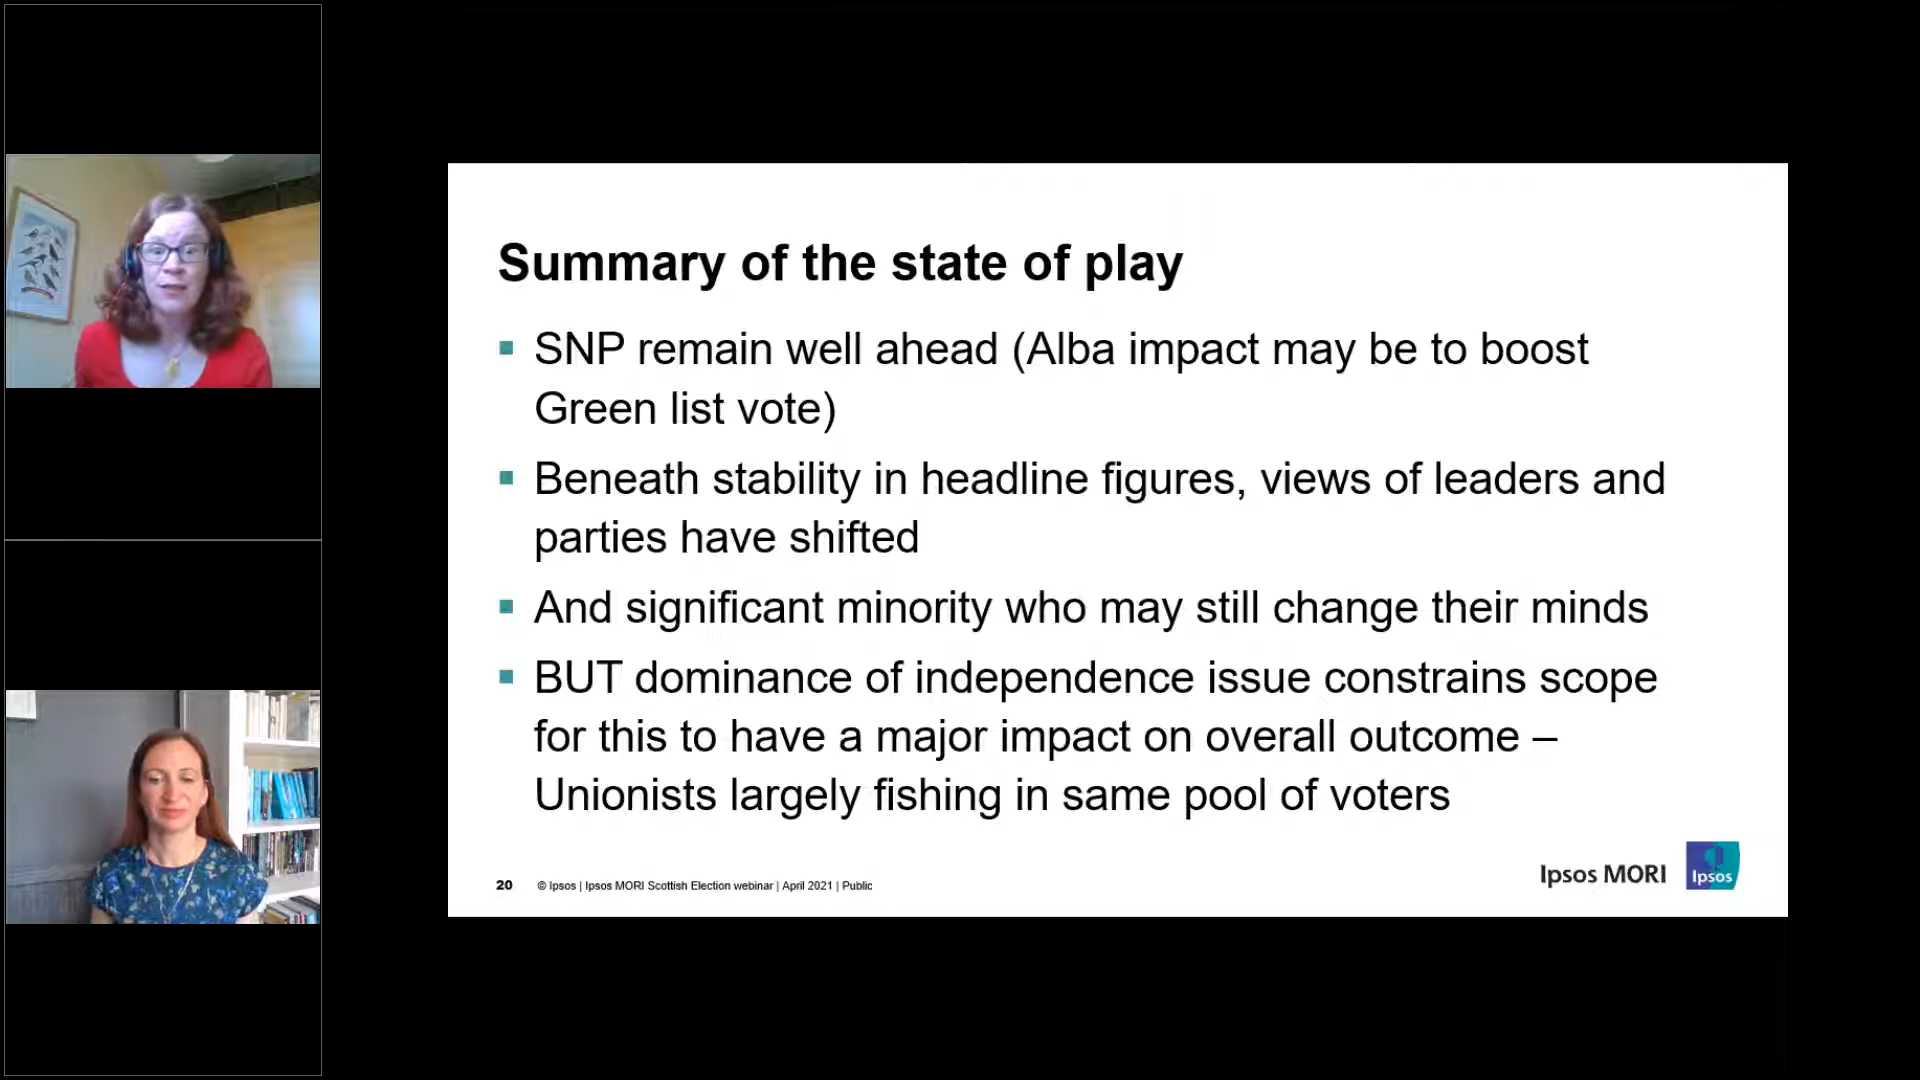 Summary of the state of play
▪ SNP remain well ahead (Alba impact may be to boost
Green list vote)
▪ Beneath stability in headline figures, views of leaders and
parties have shifted
▪ And significant minority who may still change their minds
▪ BUT dominance of independence issue constrains scope
for this to have a major impact on overall outcome –
Unionists largely fishing in same pool of voters
20 © Ipsos | Ipsos MORI Scottish Election webinar | April 2021 | Public
Ipsos MORI
Ipsos